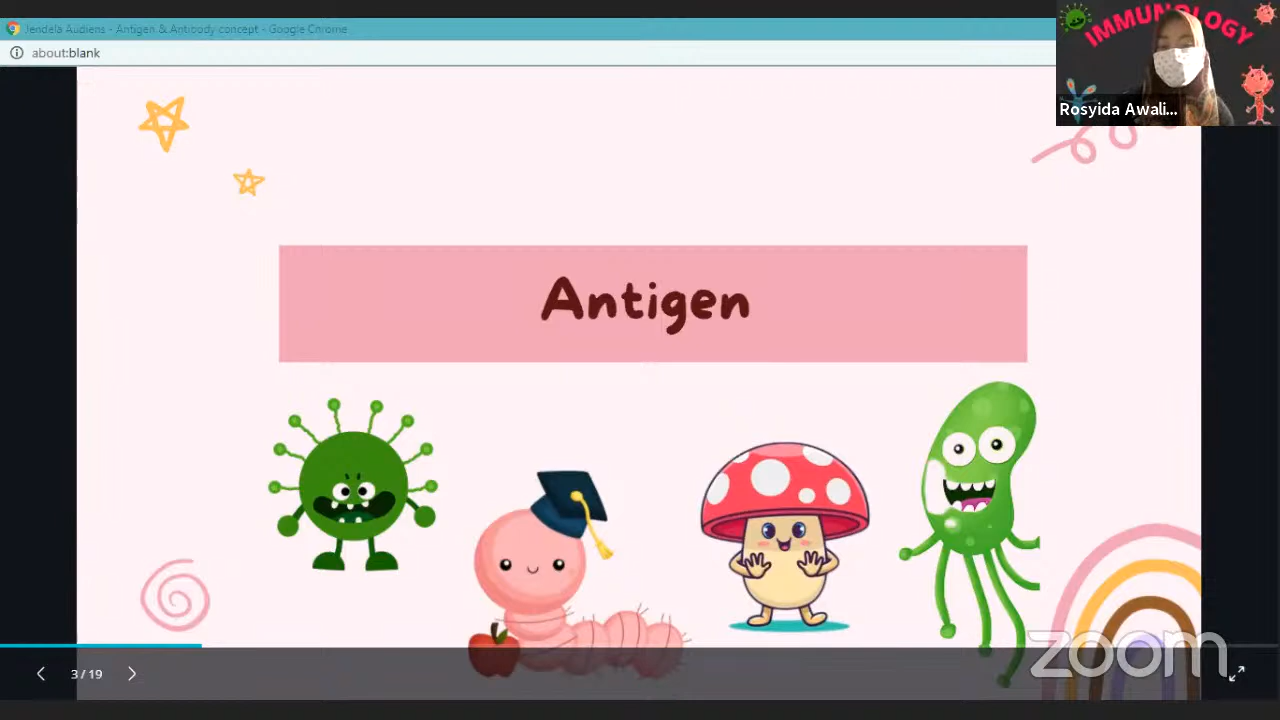 Jendela Audiens - Antigen & Antibody concept - Google Chrome
about:blank
IMMUNOLOGY
Rosyida Awali...
Antigen
3 / 19
zoom